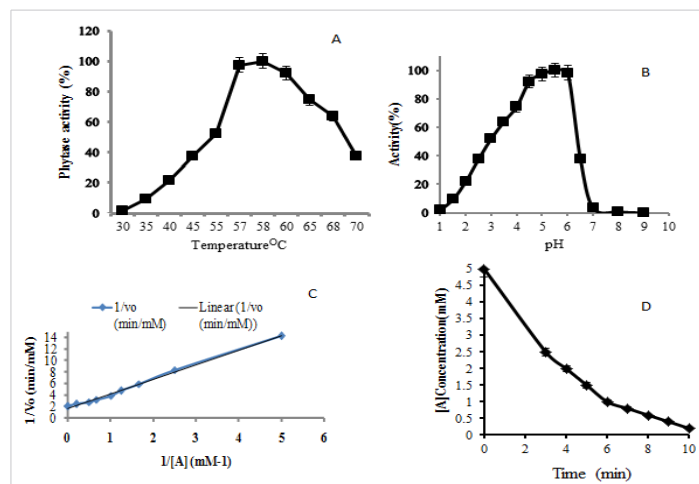 A
Phytase activity (%)
120
100
80
60
40
20
0
30 35 40 45 55 57 58 60 65 68 70
Temperature°C
B
Activity(%)
100
80
60
40
20
0
1 2 3 4 5 6 7 8 9 10
pH
C
1/vo (min/mM)
Linear (1/vo (min/mM))
1/Vo (min/mM)
14
12
10
8
6
4
2
0
0 1 2 3 4 5 6
1/[A] (mM-1)
D
[A]Concentration(mM)
5
4.5
4
3.5
3
2.5
2
1.5
1
0.5
0
0 2 4 6 8 10
Time (min)